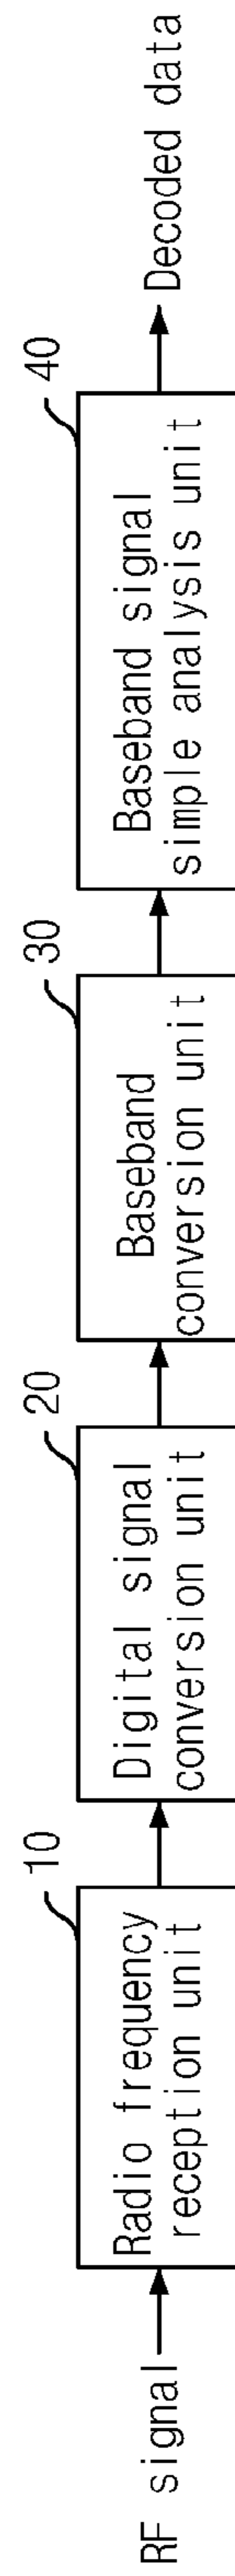 RF signal
10
Radio frequency
reception unit
20
Digital signal
conversion unit
30
Baseband
conversion unit
40
Baseband signal
simple analysis unit
Decoded data